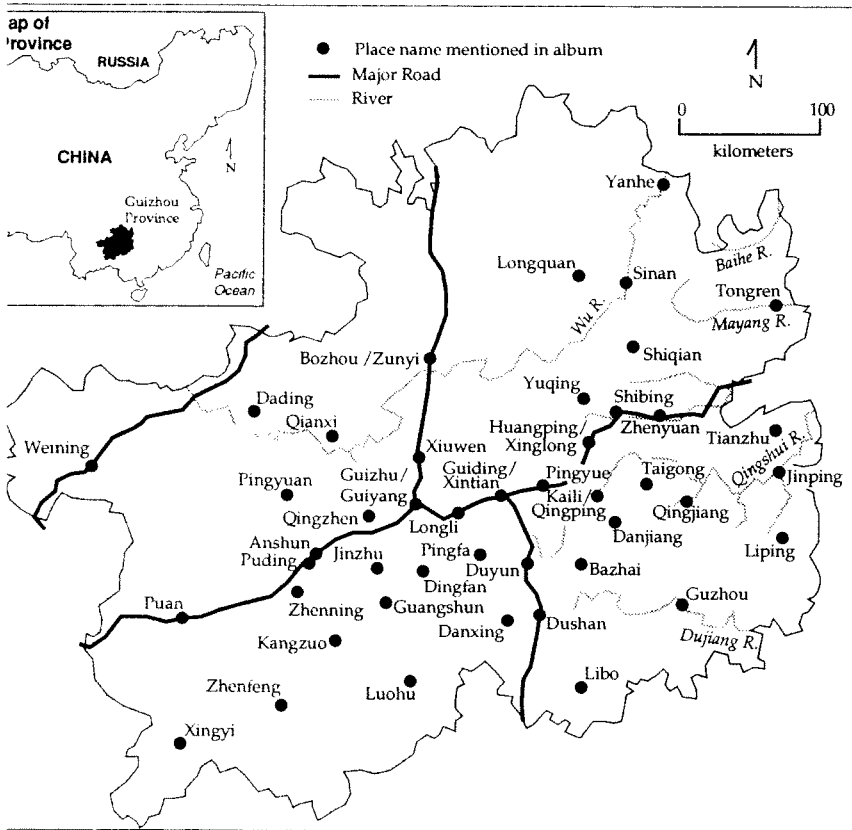 ap of
rovince
RUSSIA
CHINA
N
Guizhou
Province
Pacific
Ocean
Place name mentioned in album
Major Road
River
N
0 100
kilometers
Yanhe
Baihe R.
Longquan
Sinan
Tongren
Wu R.
Mayang R.
Bozhou /Zunyi
Shiqian
Dading
Yuqing
Shibing
Qianxi
Huangping/
Xinglong
Zhenyuan
Tianzhu
Weining
Xiuwen
Qingshui R.
Pingyuan
Guizhu/
Guiyang
Guiding/
Xintian
Pingyue
Taigong
Jinping
Qingzhen
Longli
Kaili/
Qingping
Qingjiang
Danjiang
Anshun
Puding
Jinzhu
Pingfa
Duyun
Liping
Dingfan
Bazhai
Puan
Zhenning
Guangshun
Guzhou
Danxing
Dushan
Dujiang R.
Kangzuo
Luohu
Libo
Zhenfeng
Xingyi